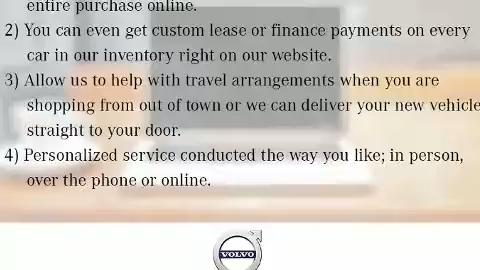 entire purchase online.
2) You can even get custom lease or finance payments on every
car in our inventory right on our website.
3) Allow us to help with travel arrangements when you are
shopping from out of town or we can deliver your new vehicle
straight to your door.
4) Personalized service conducted the way you like; in person,
over the phone or online.
VOLVO